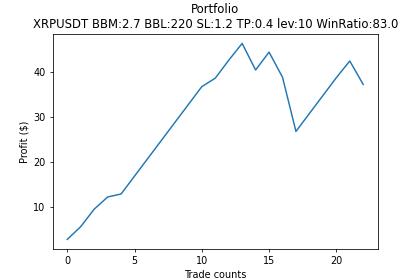 Portfolio
XRPUSDT BBM:2.7 BBL:220 SL:1.2 TP:0.4 lev:10 WinRatio:83.0
Profit ($)
40
30
20
10
0 5 10 15 20
Trade counts